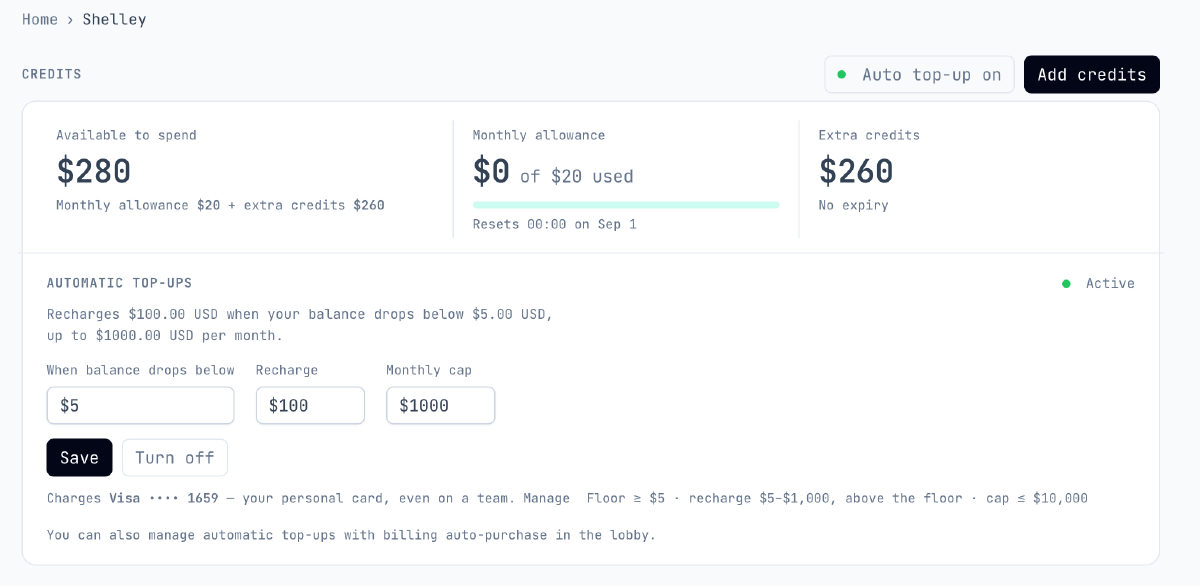 Home › Shelley
CREDITS
Auto top-up on
Add credits
Available to spend
$280
Monthly allowance $20 + extra credits $260
Monthly allowance
$0 of $20 used
Resets 00:00 on Sep 1
Extra credits
$260
No expiry
AUTOMATIC TOP-UPS
Active
Recharges $100.00 USD when your balance drops below $5.00 USD,
up to $1000.00 USD per month.
When balance drops below
Recharge
Monthly cap
$5
$100
$1000
Save
Turn off
Charges Visa •••• 1659 — your personal card, even on a team. Manage Floor ≥ $5 · recharge $5–$1,000, above the floor · cap ≤ $10,000
You can also manage automatic top-ups with billing auto-purchase in the lobby.